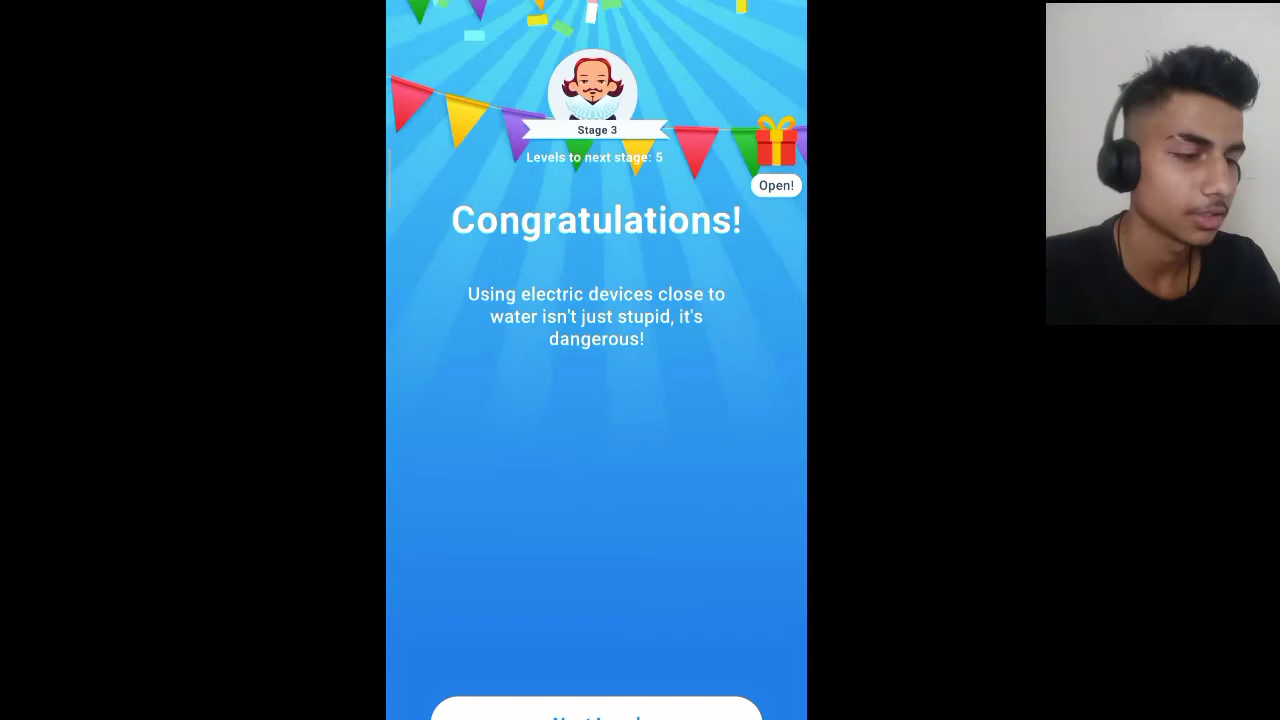 Stage 3
Levels to next stage: 5
Open!
Congratulations!
Using electric devices close to
water isn't just stupid, it's
dangerous!